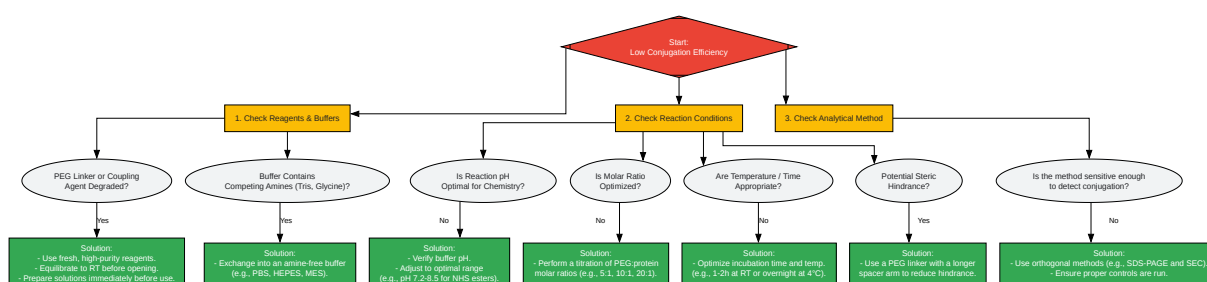 Start:
Low Conjugation Efficiency
1. Check Reagents & Buffers
2. Check Reaction Conditions
3. Check Analytical Method
PEG Linker or Coupling
Agent Degraded?
Buffer Contains
Competing Amines (Tris, Glycine)?
Is Reaction pH
Optimal for Chemistry?
Is Molar Ratio
Optimized?
Are Temperature / Time
Appropriate?
Potential Steric
Hindrance?
Is the method sensitive enough
to detect conjugation?
Yes
Yes
No
No
No
Yes
No
Solution:
- Use fresh, high-purity reagents.
- Equilibrate to RT before opening.
- Prepare solutions immediately before use.
Solution:
- Exchange into an amine-free buffer
(e.g., PBS, HEPES, MES).
Solution:
- Verify buffer pH.
- Adjust to optimal range
(e.g., pH 7.2-8.5 for NHS esters).
Solution:
- Perform a titration of PEG:protein
molar ratios (e.g., 5:1, 10:1, 20:1).
Solution:
- Optimize incubation time and temp.
(e.g., 1-2h at RT or overnight at 4°C).
Solution:
- Use a PEG linker with a longer
spacer arm to reduce hindrance.
Solution:
- Use orthogonal methods (e.g., SDS-PAGE and SEC).
- Ensure proper controls are run.